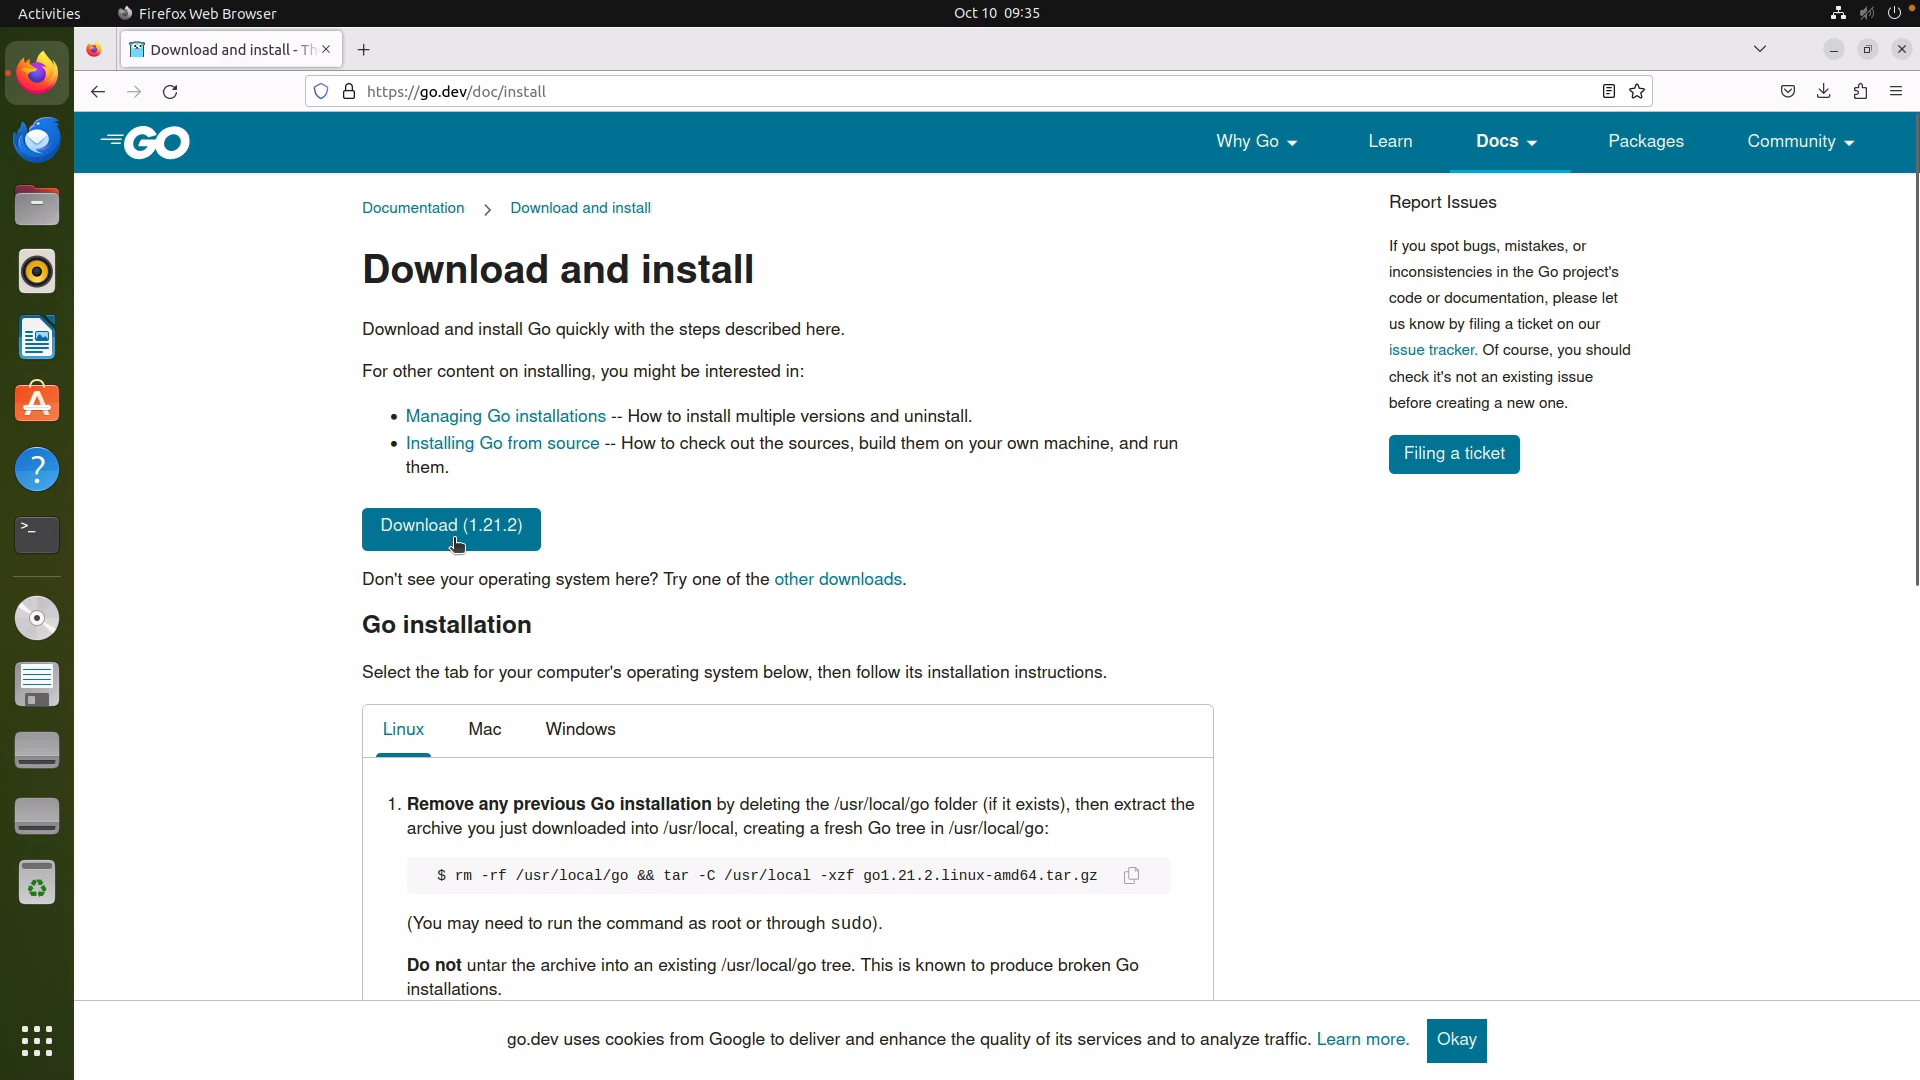 Activities
Firefox Web Browser
Oct 10 09:35
Download and install - Th
https://go.dev/doc/install
GO
Why Go
Learn
Docs
Packages
Community
Documentation > Download and install
Download and install
Download and install Go quickly with the steps described here.
For other content on installing, you might be interested in:
• Managing Go installations -- How to install multiple versions and uninstall.
• Installing Go from source -- How to check out the sources, build them on your own machine, and run
them.
Download (1.21.2)
Don't see your operating system here? Try one of the other downloads.
Go installation
Select the tab for your computer's operating system below, then follow its installation instructions.
Linux
Mac
Windows
1. Remove any previous Go installation by deleting the /usr/local/go folder (if it exists), then extract the
archive you just downloaded into /usr/local, creating a fresh Go tree in /usr/local/go:
$ rm -rf /usr/local/go && tar -C /usr/local -xzf go1.21.2.linux-amd64.tar.gz
(You may need to run the command as root or through sudo).
Do not untar the archive into an existing /usr/local/go tree. This is known to produce broken Go
installations.
Report Issues
If you spot bugs, mistakes, or
inconsistencies in the Go project's
code or documentation, please let
us know by filing a ticket on our
issue tracker. Of course, you should
check it's not an existing issue
before creating a new one.
Filing a ticket
go.dev uses cookies from Google to deliver and enhance the quality of its services and to analyze traffic. Learn more.
Okay